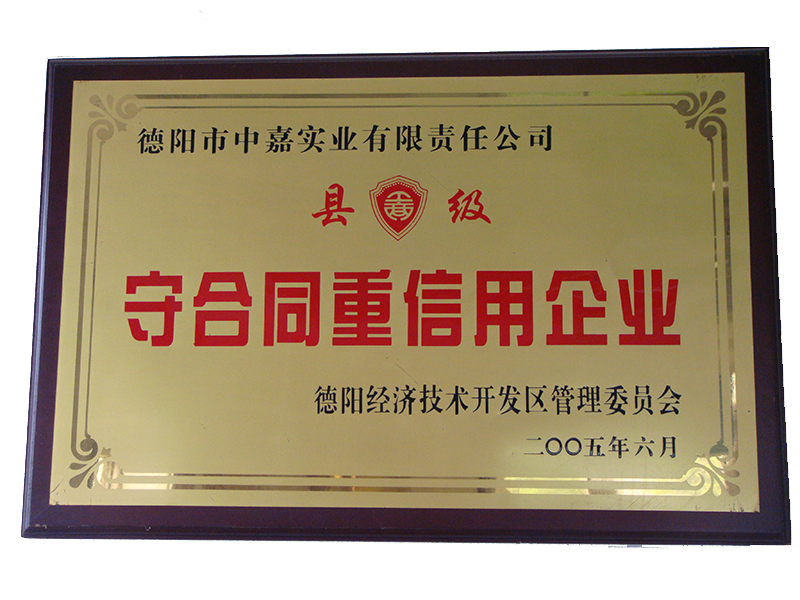 德阳市中嘉实业有限责任公司
县 级
守合同重信用企业
德阳经济技术开发区管理委员会
二〇〇五年六月